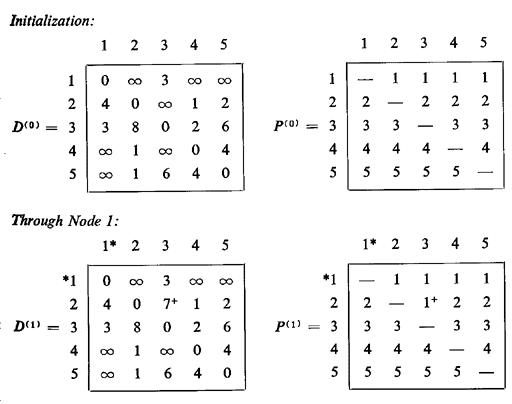 Initialization:
1 2 3 4 5 1 2 3 4 5
1 0 ∞ 3 ∞ ∞ 1 — 1 1 1 1
2 4 0 ∞ 1 2 2 2 — 2 2 2
D(0) = 3 3 8 0 2 6 P(0) = 3 3 3 — 3 3
4 ∞ 1 ∞ 0 4 4 4 4 4 — 4
5 ∞ 1 6 4 0 5 5 5 5 5 —
Through Node 1:
1* 2 3 4 5 1* 2 3 4 5
*1 0 ∞ 3 ∞ ∞ *1 — 1 1 1 1
2 4 0 7+ 1 2 2 2 — 1+ 2 2
D(1) = 3 3 8 0 2 6 P(1) = 3 3 3 — 3 3
4 ∞ 1 ∞ 0 4 4 4 4 4 — 4
5 ∞ 1 6 4 0 5 5 5 5 5 —